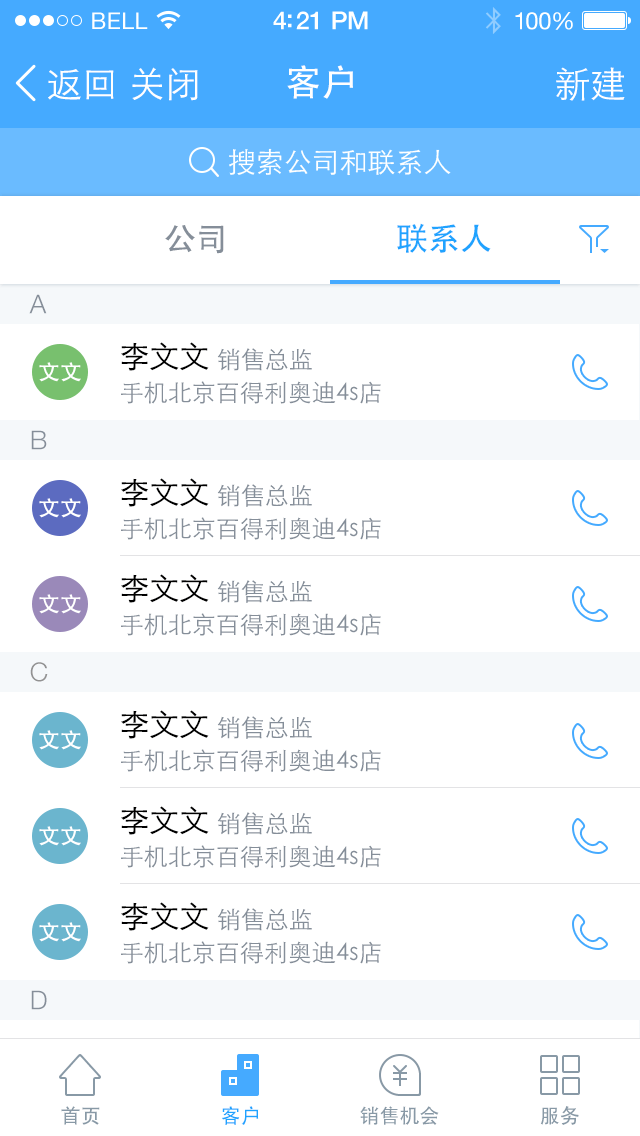 BELL 4:21 PM 100%
返回 关闭 客户 新建
搜索公司和联系人
公司 联系人
A
文文 李文文 销售总监
手机北京百得利奥迪4s店
B
文文 李文文 销售总监
手机北京百得利奥迪4s店
文文 李文文 销售总监
手机北京百得利奥迪4s店
C
文文 李文文 销售总监
手机北京百得利奥迪4s店
文文 李文文 销售总监
手机北京百得利奥迪4s店
文文 李文文 销售总监
手机北京百得利奥迪4s店
D
首页 客户 销售机会 服务